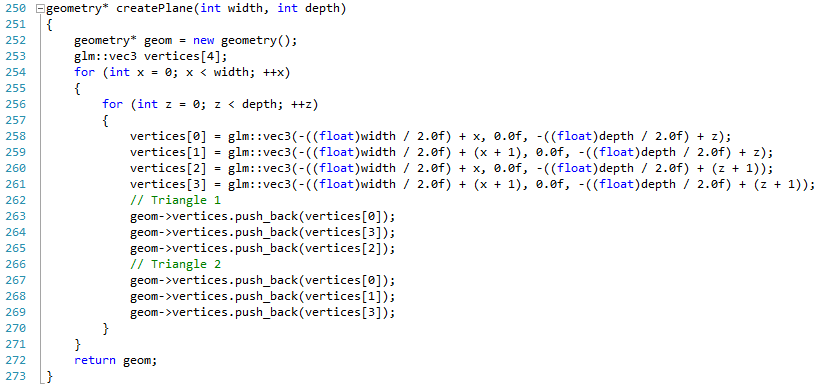 250 geometry* createPlane(int width, int depth)
251 {
252     geometry* geom = new geometry();
253     glm::vec3 vertices[4];
254     for (int x = 0; x < width; ++x)
255     {
256         for (int z = 0; z < depth; ++z)
257         {
258             vertices[0] = glm::vec3(-((float)width / 2.0f) + x, 0.0f, -((float)depth / 2.0f) + z);
259             vertices[1] = glm::vec3(-((float)width / 2.0f) + (x + 1), 0.0f, -((float)depth / 2.0f) + z);
260             vertices[2] = glm::vec3(-((float)width / 2.0f) + x, 0.0f, -((float)depth / 2.0f) + (z + 1));
261             vertices[3] = glm::vec3(-((float)width / 2.0f) + (x + 1), 0.0f, -((float)depth / 2.0f) + (z + 1));
262             // Triangle 1
263             geom->vertices.push_back(vertices[0]);
264             geom->vertices.push_back(vertices[3]);
265             geom->vertices.push_back(vertices[2]);
266             // Triangle 2
267             geom->vertices.push_back(vertices[0]);
268             geom->vertices.push_back(vertices[1]);
269             geom->vertices.push_back(vertices[3]);
270         }
271     }
272     return geom;
273 }